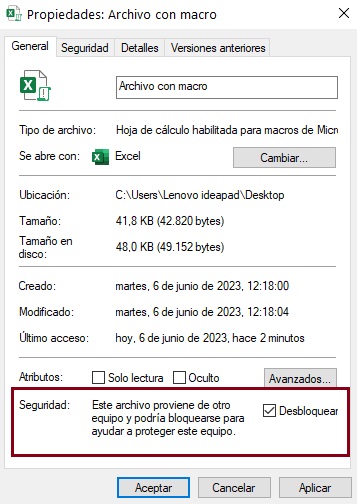 Propiedades: Archivo con macro
General Seguridad Detalles Versiones anteriores
Archivo con macro
Tipo de archivo: Hoja de cálculo habilitada para macros de Micr
Se abre con: Excel Cambiar...
Ubicación: C:\Users\Lenovo ideapad\Desktop
Tamaño: 41,8 KB (42.820 bytes)
Tamaño en
disco: 48,0 KB (49.152 bytes)
Creado: martes, 6 de junio de 2023, 12:18:00
Modificado: martes, 6 de junio de 2023, 12:18:04
Último acceso: hoy, 6 de junio de 2023, hace 2 minutos
Atributos: Solo lectura Oculto Avanzados...
Seguridad: Este archivo proviene de otro
equipo y podría bloquearse para
ayudar a proteger este equipo.
Desbloquear
Aceptar Cancelar Aplicar